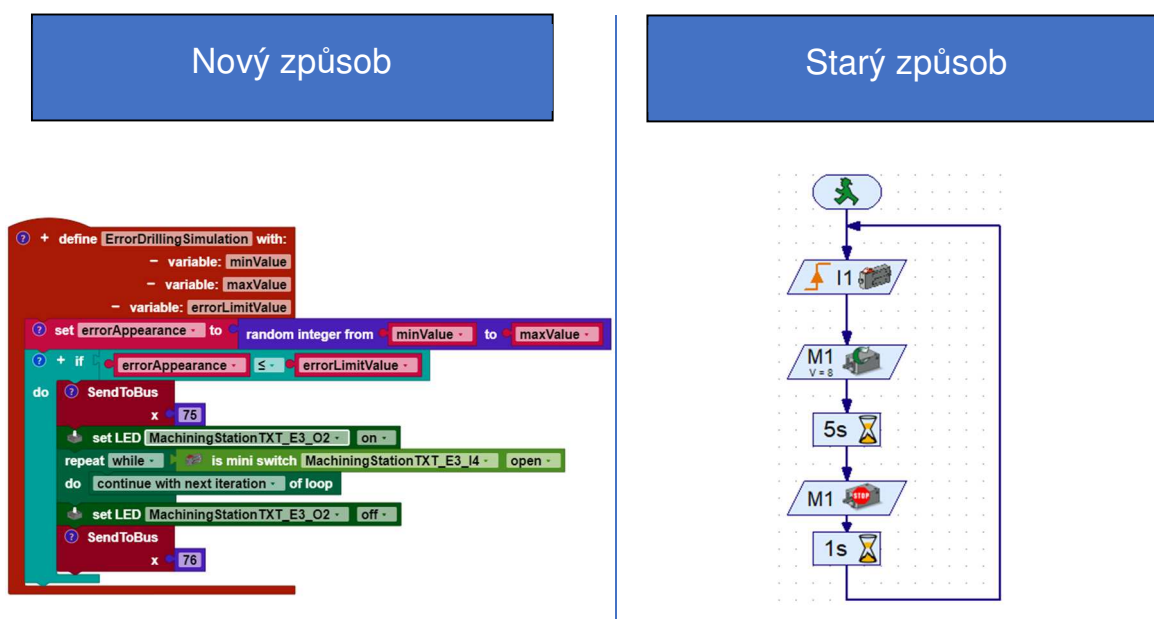 Nový způsob
? + define ErrorDrillingSimulation with:
− variable: minValue
− variable: maxValue
− variable: errorLimitValue
? set errorAppearance to random integer from minValue to maxValue
? + if errorAppearance ≤ errorLimitValue
do ? SendToBus
x 75
set LED MachiningStationTXT_E3_O2 on
repeat while is mini switch MachiningStationTXT_E3_I4 open
do continue with next iteration of loop
set LED MachiningStationTXT_E3_O2 off
? SendToBus
x 76
Starý způsob
I1
M1
V = 8
5s
M1 STOP
1s